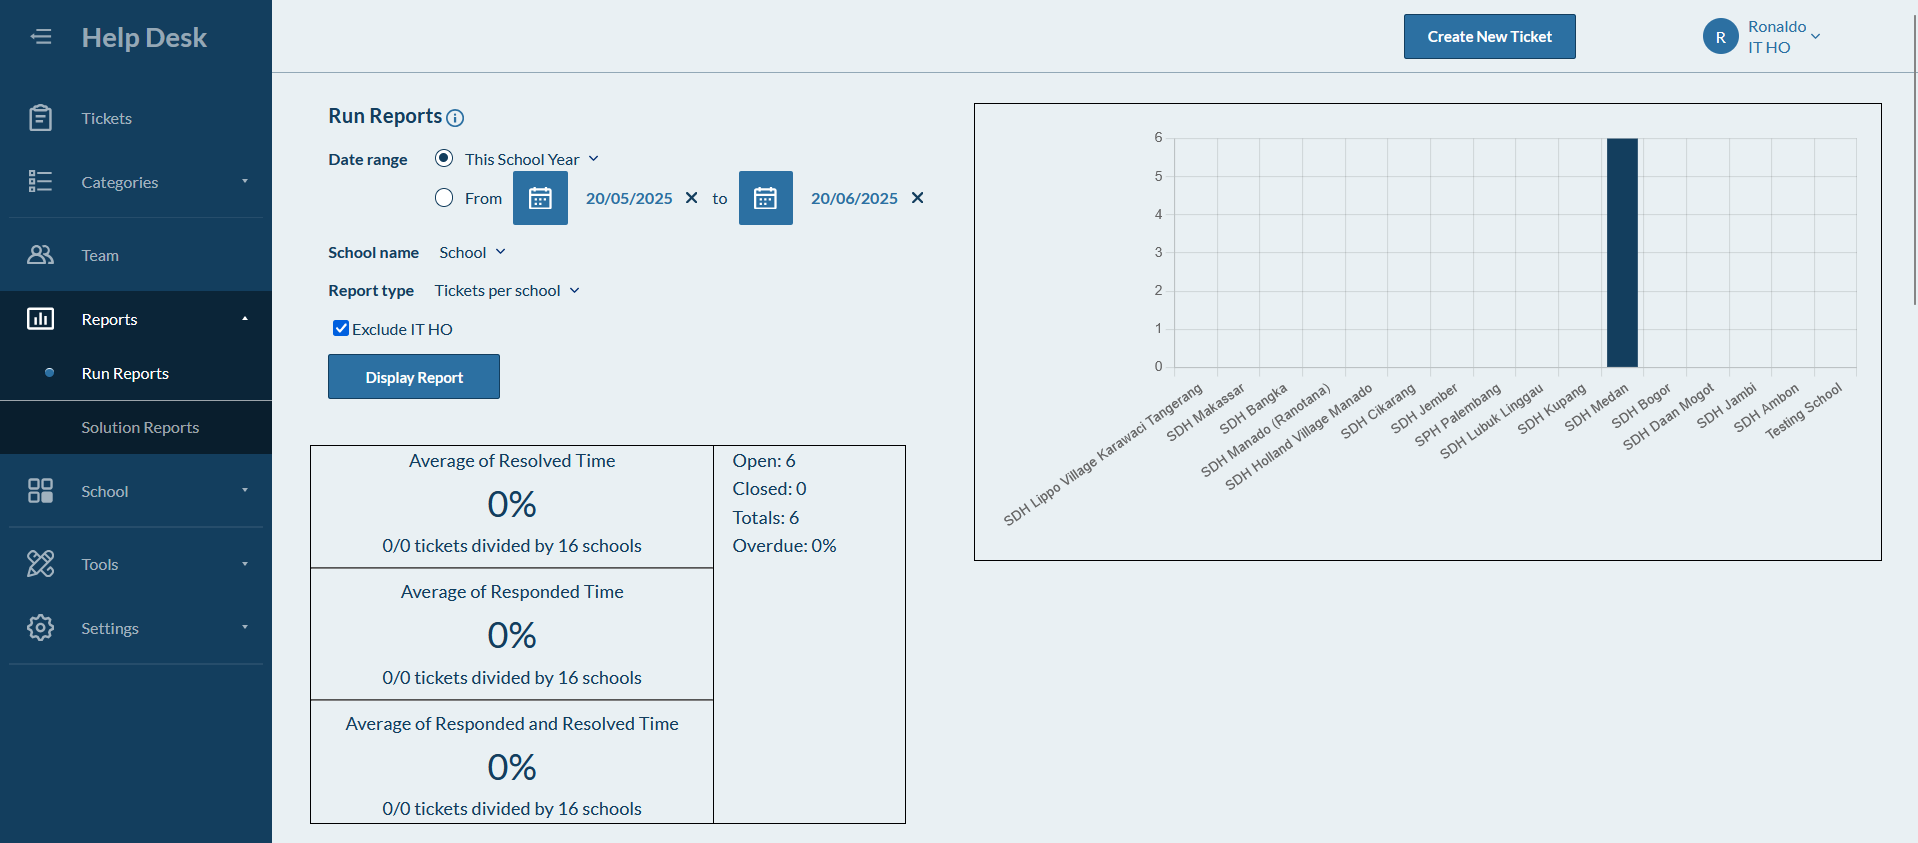 Help Desk
Tickets
Categories
Team
Reports
Run Reports
Solution Reports
School
Tools
Settings
Create New Ticket
R
Ronaldo
IT HO
Run Reports
Date range
This School Year
From
20/05/2025
to
20/06/2025
School name
School
Report type
Tickets per school
Exclude IT HO
Display Report
Average of Resolved Time
0%
0/0 tickets divided by 16 schools
Average of Responded Time
0%
0/0 tickets divided by 16 schools
Average of Responded and Resolved Time
0%
0/0 tickets divided by 16 schools
Open: 6
Closed: 0
Totals: 6
Overdue: 0%
6
5
4
3
2
1
0
SDH Lippo Village Karawaci Tangerang
SDH Makassar
SDH Bangka
SDH Manado (Ranotana)
SDH Holland Village Manado
SDH Cikarang
SDH Jember
SPH Palembang
SDH Lubuk Linggau
SDH Kupang
SDH Medan
SDH Bogor
SDH Daan Mogot
SDH Jambi
SDH Ambon
Testing School